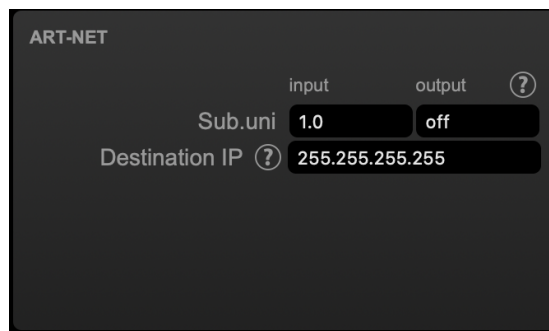 ART-NET
input output ?
Sub.uni 1.0 off
Destination IP ? 255.255.255.255